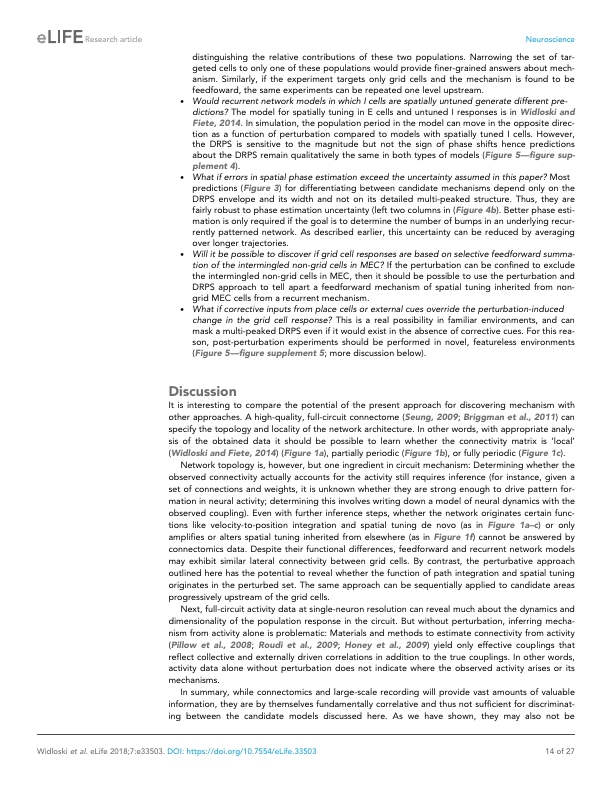 eLIFE Research article
Neuroscience
distinguishing the relative contributions of these two populations. Narrowing the set of tar-
geted cells to only one of these populations would provide finer-grained answers about mech-
anism. Similarly, if the experiment targets only grid cells and the mechanism is found to be
feedforward, the same experiments can be repeated one level upstream.
• Would recurrent network models in which I cells are spatially untuned generate different pre-
dictions? The model for spatially tuning in E cells and untuned I responses is in Widloski and
Fiete, 2014. In simulation, the population period in the model can move in the opposite direc-
tion as a function of perturbation compared to models with spatially tuned I cells. However,
the DRPS is sensitive to the magnitude but not the sign of phase shifts hence predictions
about the DRPS remain qualitatively the same in both types of models (Figure 5—figure sup-
plement 4).
• What if errors in spatial phase estimation exceed the uncertainty assumed in this paper? Most
predictions (Figure 3) for differentiating between candidate mechanisms depend only on the
DRPS envelope and its width and not on its detailed multi-peaked structure. Thus, they are
fairly robust to phase estimation uncertainty (left two columns in (Figure 4b). Better phase esti-
mation is only required if the goal is to determine the number of bumps in an underlying recur-
rently patterned network. As described earlier, this uncertainty can be reduced by averaging
over longer trajectories.
• Will it be possible to discover if grid cell responses are based on selective feedforward summa-
tion of the intermingled non-grid cells in MEC? If the perturbation can be confined to exclude
the intermingled non-grid cells in MEC, then it should be possible to use the perturbation and
DRPS approach to tell apart a feedforward mechanism of spatial tuning inherited from non-
grid MEC cells from a recurrent mechanism.
• What if corrective inputs from place cells or external cues override the perturbation-induced
change in the grid cell response? This is a real possibility in familiar environments, and can
mask a multi-peaked DRPS even if it would exist in the absence of corrective cues. For this rea-
son, post-perturbation experiments should be performed in novel, featureless environments
(Figure 5—figure supplement 5; more discussion below).
Discussion
It is interesting to compare the potential of the present approach for discovering mechanism with
other approaches. A high-quality, full-circuit connectome (Seung, 2009; Briggman et al., 2011) can
specify the topology and locality of the network architecture. In other words, with appropriate analy-
sis of the obtained data it should be possible to learn whether the connectivity matrix is ‘local’
(Widloski and Fiete, 2014) (Figure 1a), partially periodic (Figure 1b), or fully periodic (Figure 1c).
Network topology is, however, but one ingredient in circuit mechanism: Determining whether the
observed connectivity actually accounts for the activity still requires inference (for instance, given a
set of connections and weights, it is unknown whether they are strong enough to drive pattern for-
mation in neural activity; determining this involves writing down a model of neural dynamics with the
observed coupling). Even with further inference steps, whether the network originates certain func-
tions like velocity-to-position integration and spatial tuning de novo (as in Figure 1a–c) or only
amplifies or alters spatial tuning inherited from elsewhere (as in Figure 1f) cannot be answered by
connectomics data. Despite their functional differences, feedforward and recurrent network models
may exhibit similar lateral connectivity between grid cells. By contrast, the perturbative approach
outlined here has the potential to reveal whether the function of path integration and spatial tuning
originates in the perturbed set. The same approach can be sequentially applied to candidate areas
progressively upstream of the grid cells.
Next, full-circuit activity data at single-neuron resolution can reveal much about the dynamics and
dimensionality of the population response in the circuit. But without perturbation, inferring mecha-
nism from activity alone is problematic: Materials and methods to estimate connectivity from activity
(Pillow et al., 2008; Roudi et al., 2009; Honey et al., 2009) yield only effective couplings that
reflect collective and externally driven correlations in addition to the true couplings. In other words,
activity data alone without perturbation does not indicate where the observed activity arises or its
mechanisms.
In summary, while connectomics and large-scale recording will provide vast amounts of valuable
information, they are by themselves fundamentally correlative and thus not sufficient for discriminat-
ing between the candidate models discussed here. As we have shown, they may also not be
Widloski et al. eLife 2018;7:e33503. DOI: https://doi.org/10.7554/eLife.33503
14 of 27